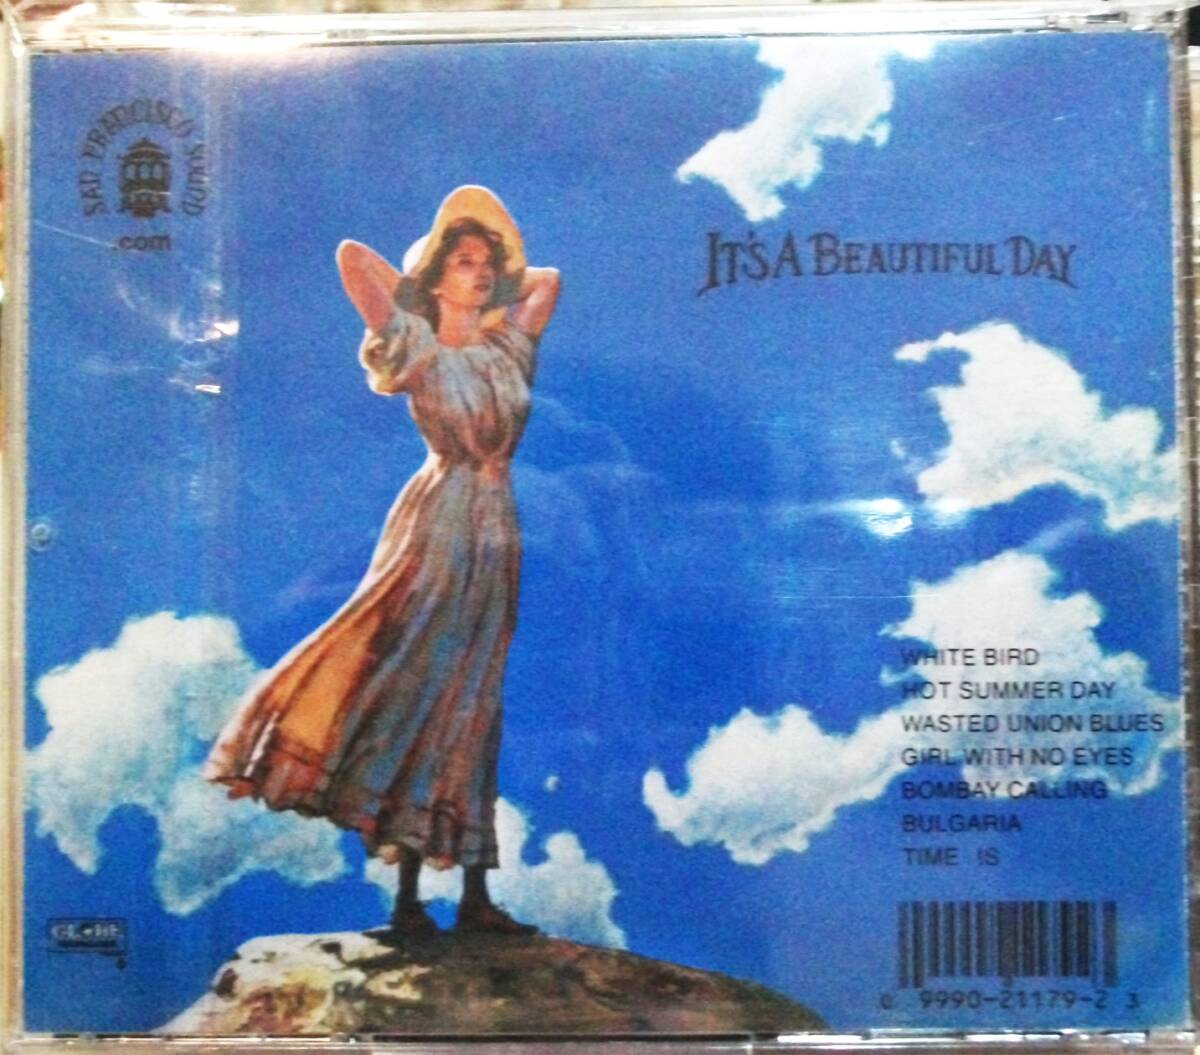 SAN FRANCISCO SOUND
.com
IT'S A BEAUTIFUL DAY
WHITE BIRD
HOT SUMMER DAY
WASTED UNION BLUES
GIRL WITH NO EYES
BOMBAY CALLING
BULGARIA
TIME IS
GLOBE
0 9990-21179-2 3